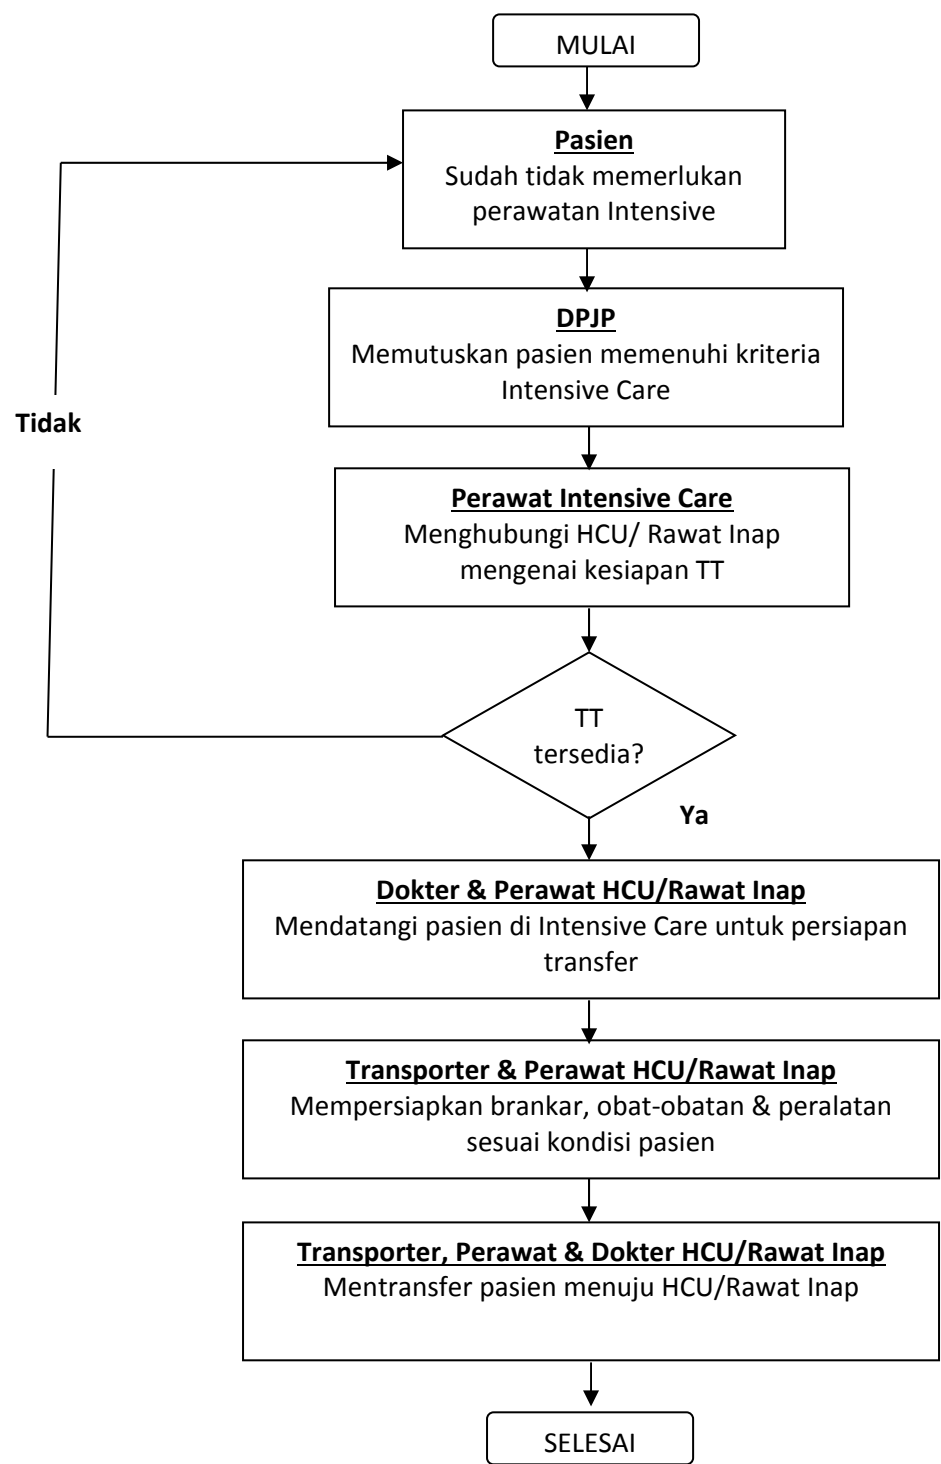 MULAI
Pasien
Sudah tidak memerlukan
perawatan Intensive
DPJP
Memutuskan pasien memenuhi kriteria
Intensive Care
Tidak
Perawat Intensive Care
Menghubungi HCU/ Rawat Inap
mengenai kesiapan TT
TT
tersedia?
Ya
Dokter & Perawat HCU/Rawat Inap
Mendatangi pasien di Intensive Care untuk persiapan
transfer
Transporter & Perawat HCU/Rawat Inap
Mempersiapkan brankar, obat-obatan & peralatan
sesuai kondisi pasien
Transporter, Perawat & Dokter HCU/Rawat Inap
Mentransfer pasien menuju HCU/Rawat Inap
SELESAI